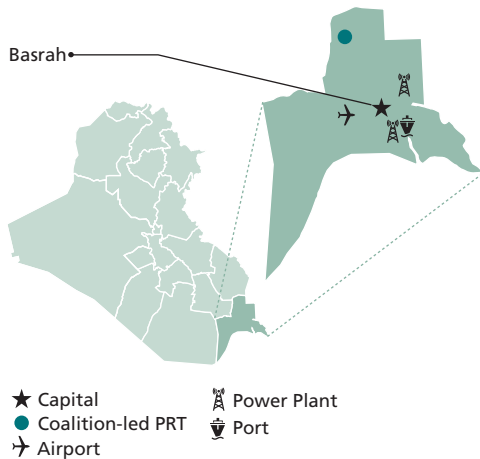 Basrah
Capital
Coalition-led PRT
Airport
Power Plant
Port